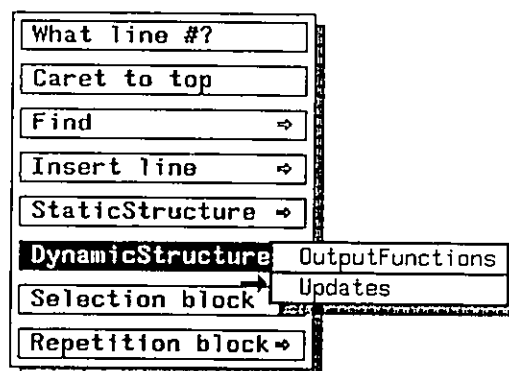 What line #?
Caret to top
Find ⇨
Insert line ⇨
StaticStructure ⇨
DynamicStructure
OutputFunctions
Updates
Selection block
Repetition block ⇨